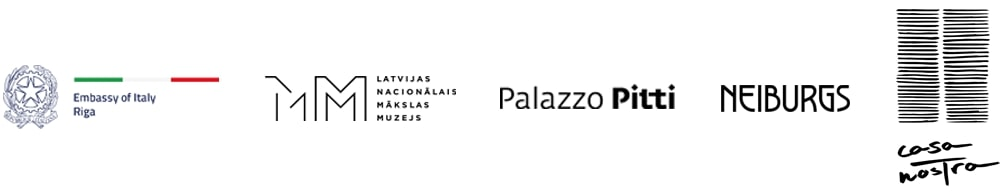 Embassy of Italy
Riga
LATVIJAS
NACIONĀLAIS
MĀKSLAS
MUZEJS
Palazzo Pitti
NEIBURGS
casa
nostra